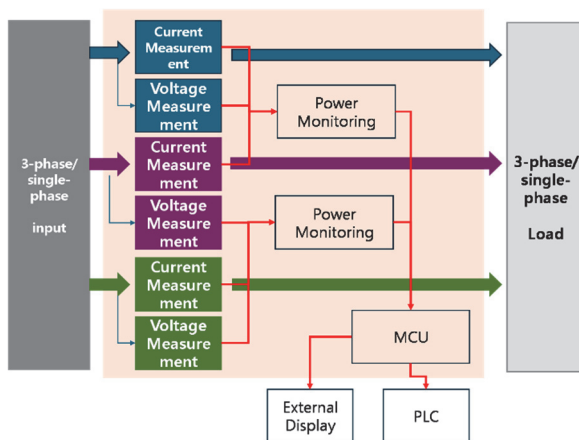 3-phase/
single-
phase
input
Current
Measurem
ent
Voltage
Measure
ment
Current
Measure
ment
Voltage
Measure
ment
Current
Measure
ment
Voltage
Measure
ment
Power
Monitoring
Power
Monitoring
MCU
External
Display
PLC
3-phase/
single-
phase
Load